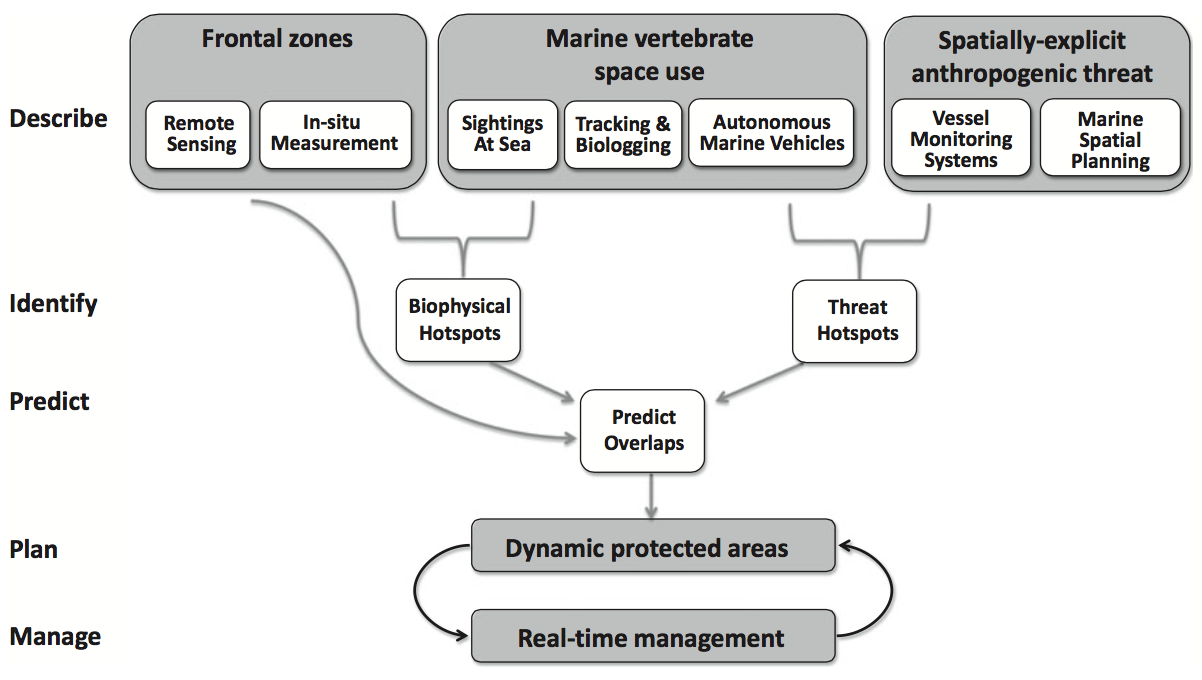 Frontal zones
Marine vertebrate
space use
Spatially-explicit
anthropogenic threat
Describe
Remote
Sensing
In-situ
Measurement
Sightings
At Sea
Tracking &
Biologging
Autonomous
Marine Vehicles
Vessel
Monitoring
Systems
Marine
Spatial
Planning
Identify
Biophysical
Hotspots
Threat
Hotspots
Predict
Predict
Overlaps
Plan
Dynamic protected areas
Manage
Real-time management